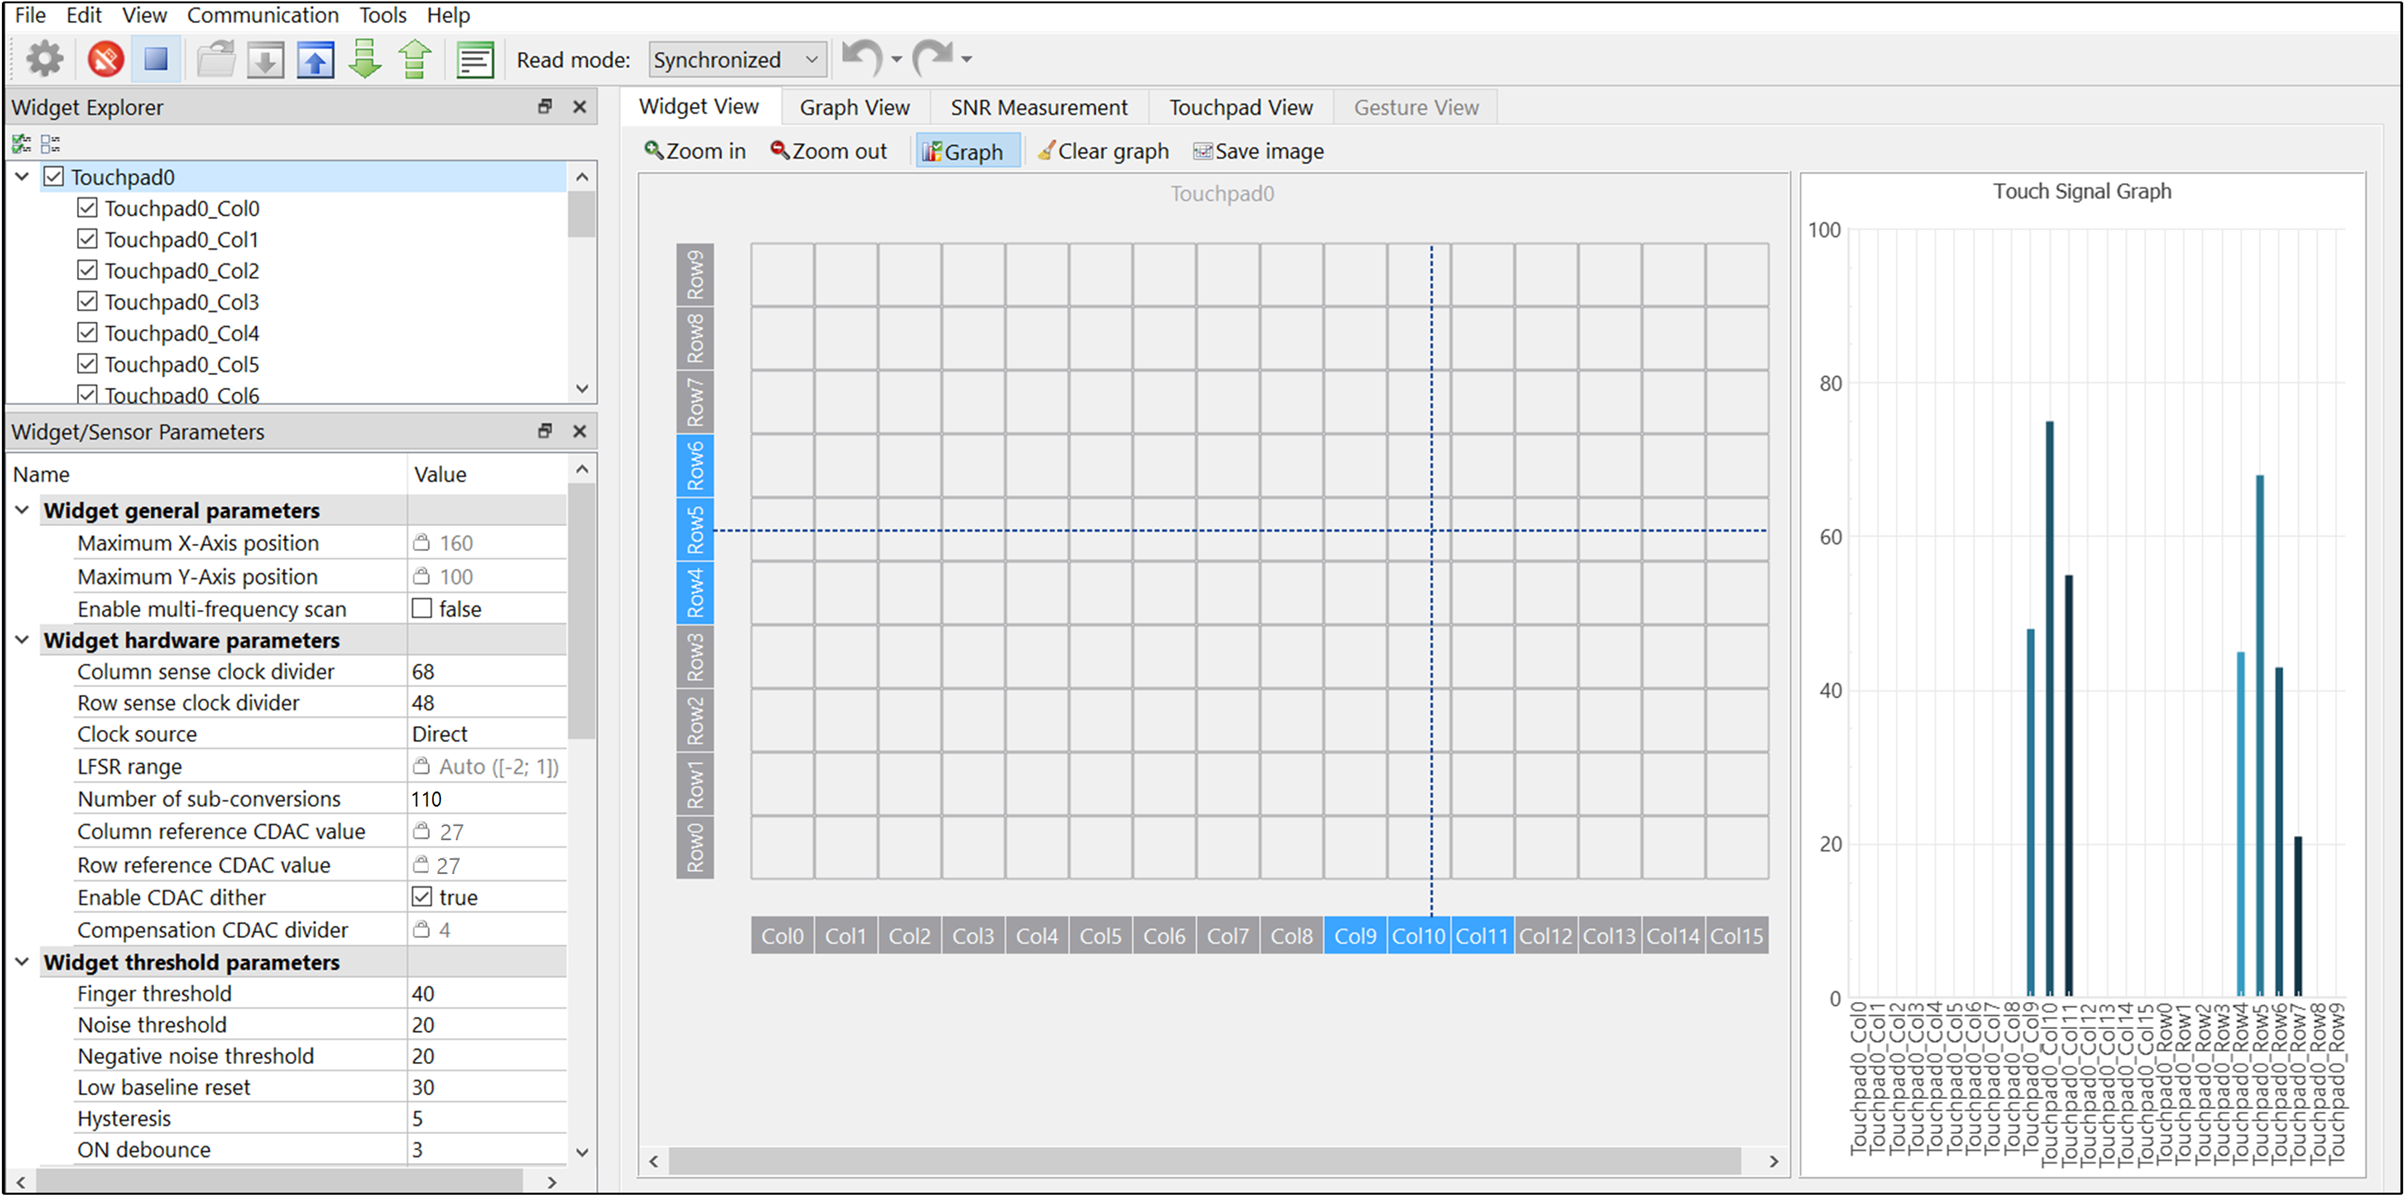 File Edit View Communication Tools Help
Read mode: Synchronized
Widget Explorer
Touchpad0
Touchpad0_Col0
Touchpad0_Col1
Touchpad0_Col2
Touchpad0_Col3
Touchpad0_Col4
Touchpad0_Col5
Touchpad0_Col6
Widget/Sensor Parameters
Name Value
Widget general parameters
Maximum X-Axis position 160
Maximum Y-Axis position 100
Enable multi-frequency scan false
Widget hardware parameters
Column sense clock divider 68
Row sense clock divider 48
Clock source Direct
LFSR range Auto ([-2; 1])
Number of sub-conversions 110
Column reference CDAC value 27
Row reference CDAC value 27
Enable CDAC dither true
Compensation CDAC divider 4
Widget threshold parameters
Finger threshold 40
Noise threshold 20
Negative noise threshold 20
Low baseline reset 30
Hysteresis 5
ON debounce 3
Widget View Graph View SNR Measurement Touchpad View Gesture View
Zoom in Zoom out Graph Clear graph Save image
Touchpad0
Row9
Row8
Row7
Row6
Row5
Row4
Row3
Row2
Row1
Row0
Col0 Col1 Col2 Col3 Col4 Col5 Col6 Col7 Col8 Col9 Col10 Col11 Col12 Col13 Col14 Col15
Touch Signal Graph
100
80
60
40
20
0
Touchpad0_Col0
Touchpad0_Col1
Touchpad0_Col2
Touchpad0_Col3
Touchpad0_Col4
Touchpad0_Col5
Touchpad0_Col6
Touchpad0_Col7
Touchpad0_Col8
Touchpad0_Col9
Touchpad0_Col10
Touchpad0_Col11
Touchpad0_Col12
Touchpad0_Col13
Touchpad0_Col14
Touchpad0_Col15
Touchpad0_Row0
Touchpad0_Row1
Touchpad0_Row2
Touchpad0_Row3
Touchpad0_Row4
Touchpad0_Row5
Touchpad0_Row6
Touchpad0_Row7
Touchpad0_Row8
Touchpad0_Row9